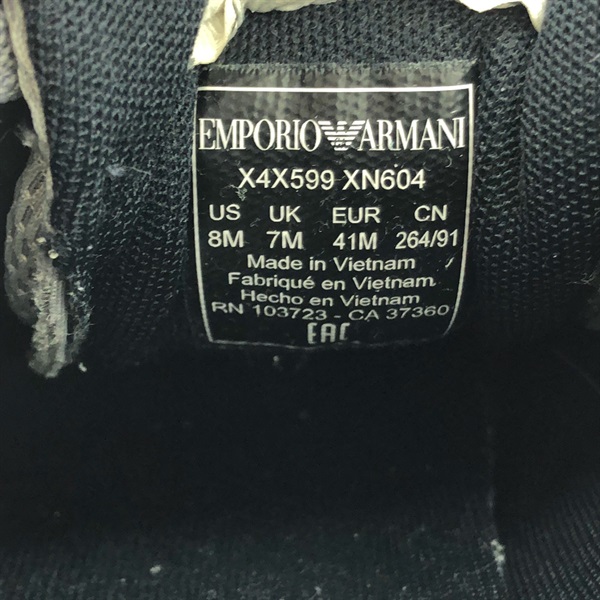 EMPORIO ARMANI
X4X599 XN604
US UK EUR CN
8M 7M 41M 264/91
Made in Vietnam
Fabriqué en Vietnam
Hecho en Vietnam
RN 103723 - CA 37360
EAC